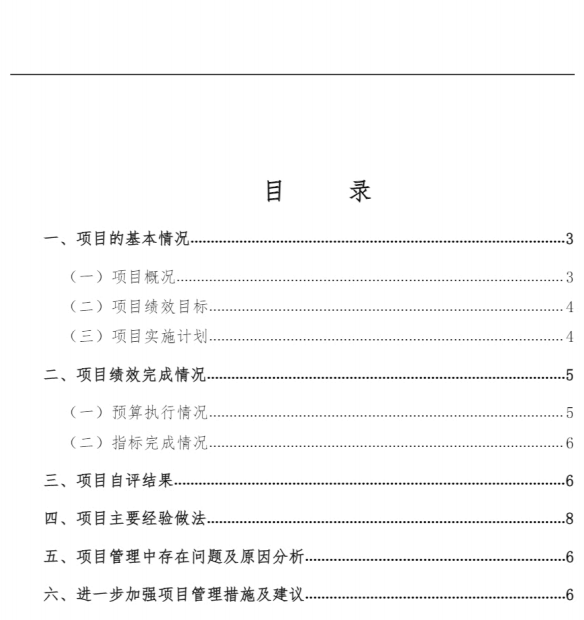 目 录
一、项目的基本情况....................3
（一）项目概况....................3
（二）项目绩效目标....................4
（三）项目实施计划....................4
二、项目绩效完成情况....................5
（一）预算执行情况....................5
（二）指标完成情况....................6
三、项目自评结果....................6
四、项目主要经验做法....................8
五、项目管理中存在问题及原因分析....................6
六、进一步加强项目管理措施及建议....................6